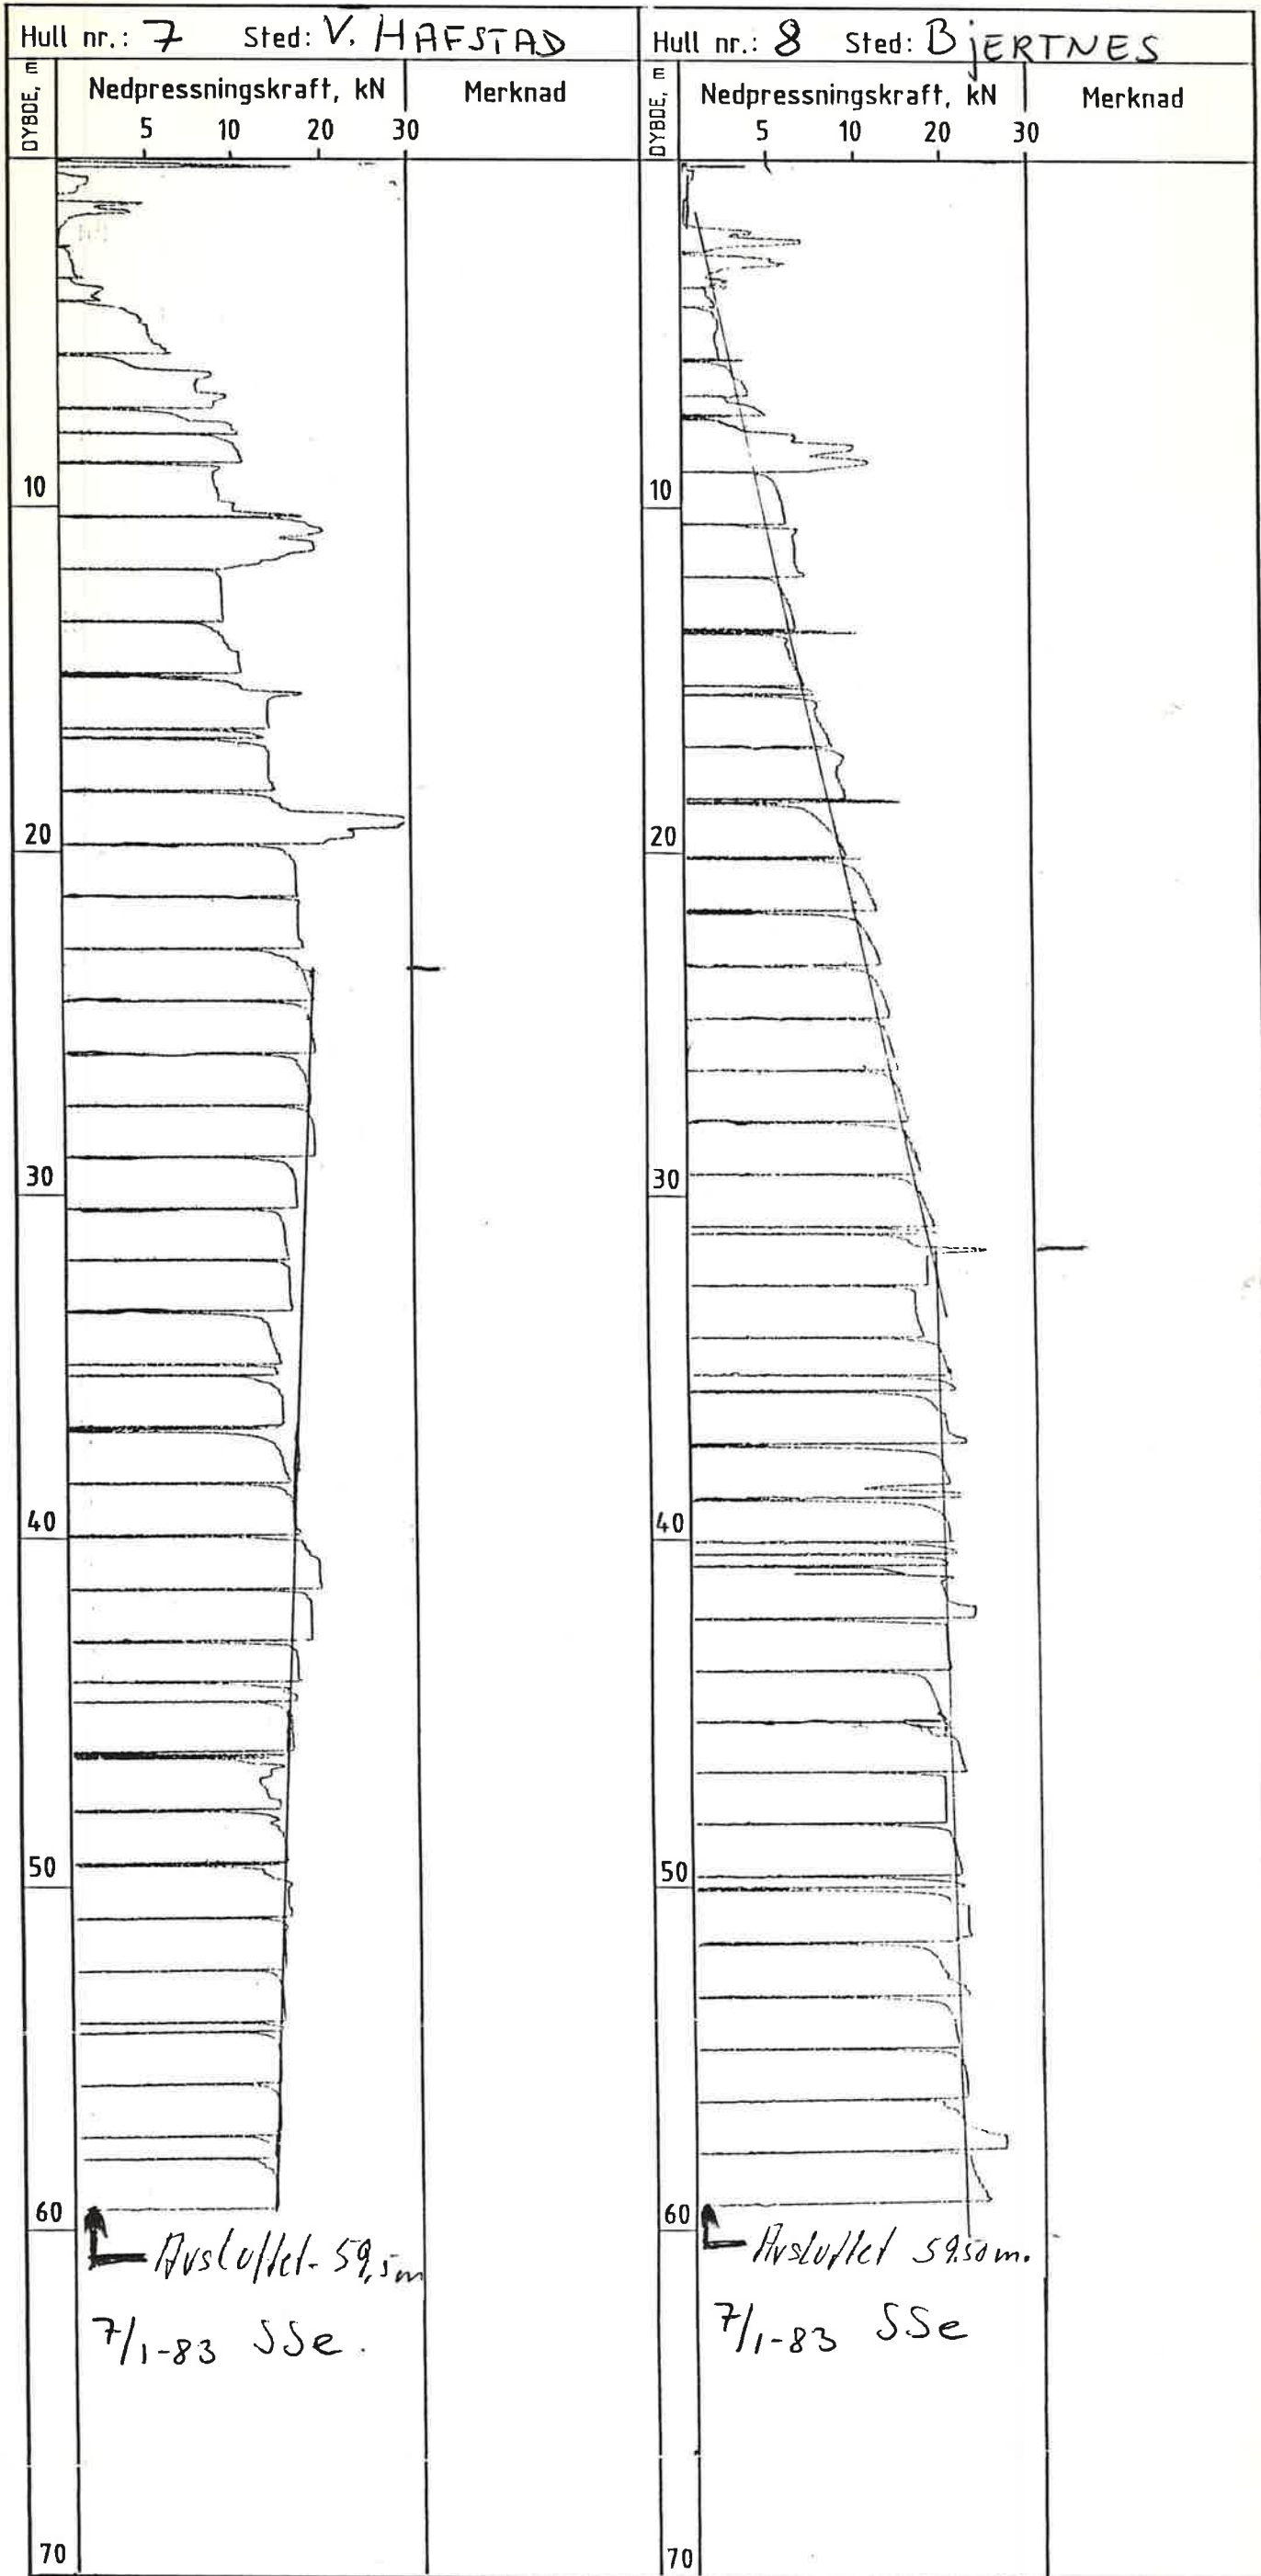 Hull nr.: 7 Sted: V. HAFSTAD
DYBDE, m
Nedpressningskraft, kN
Merknad
5 10 20 30
10
20
30
40
50
60
Avsluttet - 59,5 m
7/1-83 SSe.
70
Hull nr.: 8 Sted: BjERTNES
DYBDE, m
Nedpressningskraft, kN
Merknad
5 10 20 30
10
20
30
40
50
60
Avsluttet 59.50 m.
7/1-83 SSe
70